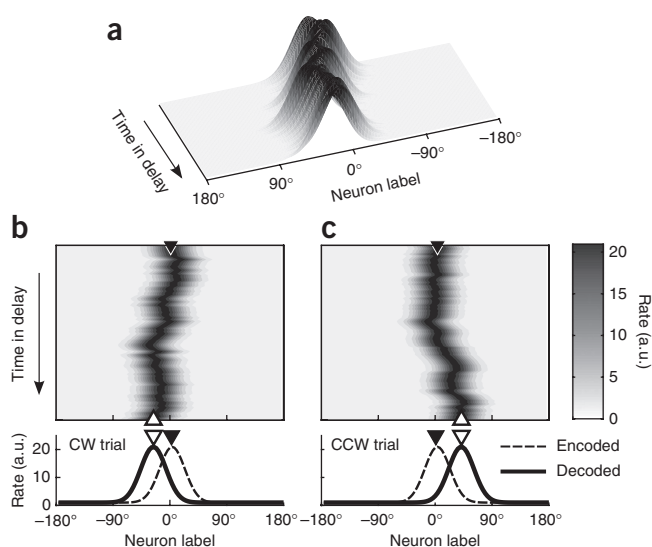 a
Time in delay
180°
90°
0°
–90°
–180°
Neuron label
b
c
Time in delay
20
15
10
5
0
Rate (a.u.)
Rate (a.u.)
20
10
0
CW trial
CCW trial
Encoded
Decoded
–180° –90° 0° 90° 180°
–180° –90° 0° 90° 180°
Neuron label
Neuron label